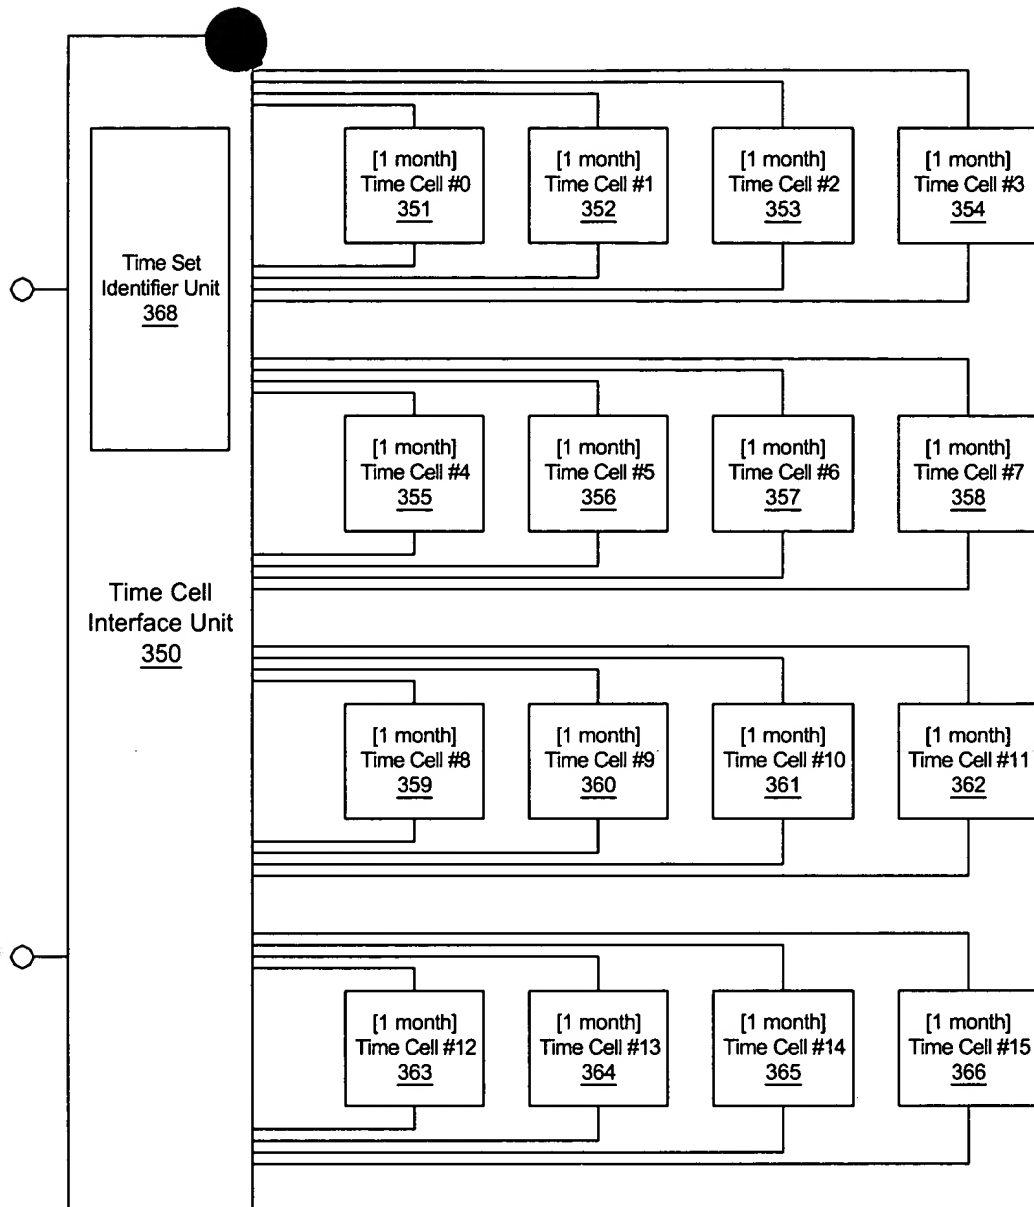 [1 month]
Time Cell #0
351
[1 month]
Time Cell #1
352
[1 month]
Time Cell #2
353
[1 month]
Time Cell #3
354
Time Set
Identifier Unit
368
[1 month]
Time Cell #4
355
[1 month]
Time Cell #5
356
[1 month]
Time Cell #6
357
[1 month]
Time Cell #7
358
Time Cell
Interface Unit
350
[1 month]
Time Cell #8
359
[1 month]
Time Cell #9
360
[1 month]
Time Cell #10
361
[1 month]
Time Cell #11
362
[1 month]
Time Cell #12
363
[1 month]
Time Cell #13
364
[1 month]
Time Cell #14
365
[1 month]
Time Cell #15
366